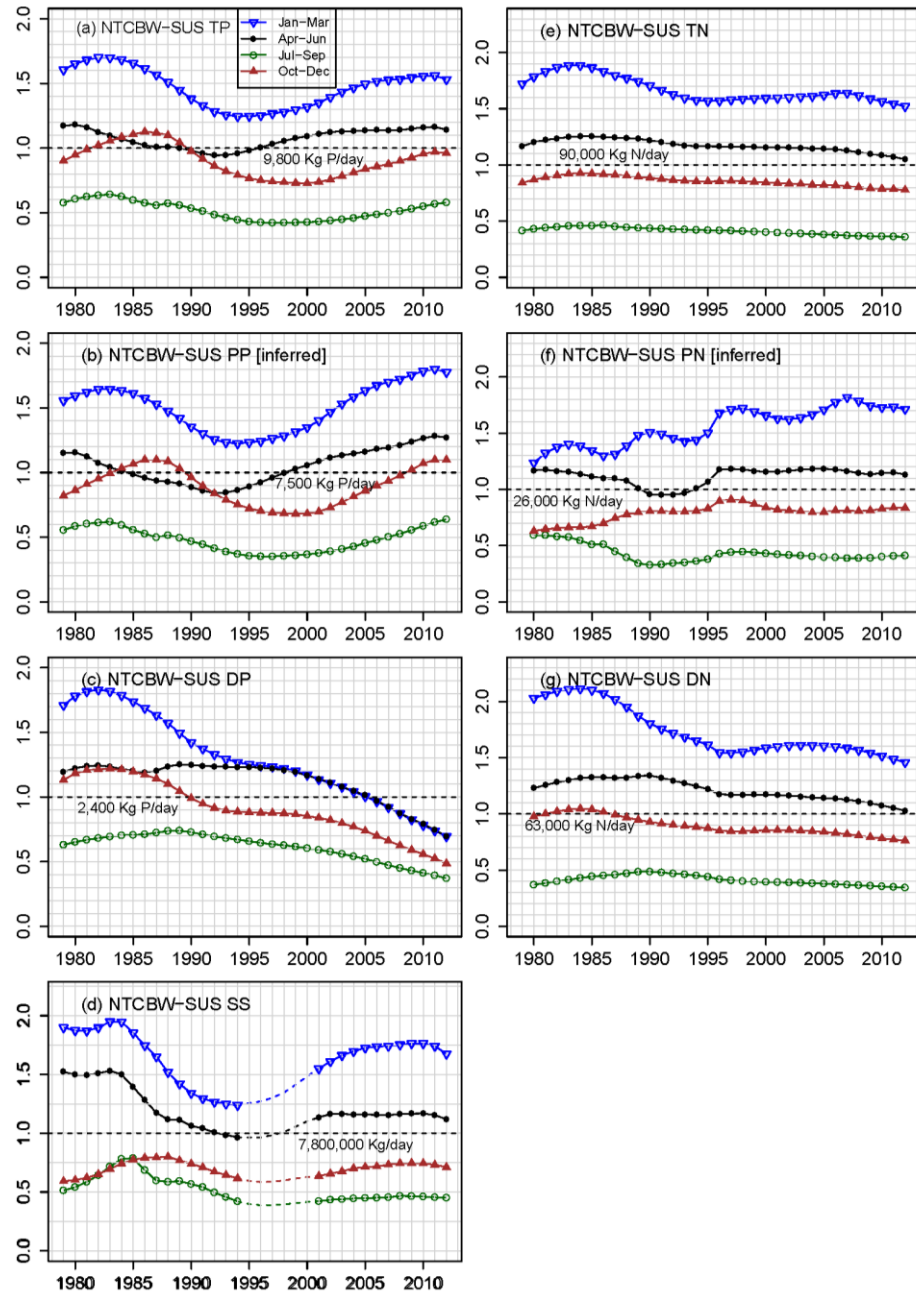 (a) NTCBW-SUS TP
Jan-Mar
Apr-Jun
Jul-Sep
Oct-Dec
9,800 Kg P/day
0.0 0.5 1.0 1.5 2.0
1980 1985 1990 1995 2000 2005 2010
(e) NTCBW-SUS TN
90,000 Kg N/day
0.0 0.5 1.0 1.5 2.0
1980 1985 1990 1995 2000 2005 2010
(b) NTCBW-SUS PP [inferred]
7,500 Kg P/day
0.0 0.5 1.0 1.5 2.0
1980 1985 1990 1995 2000 2005 2010
(f) NTCBW-SUS PN [inferred]
26,000 Kg N/day
0.0 0.5 1.0 1.5 2.0
1980 1985 1990 1995 2000 2005 2010
(c) NTCBW-SUS DP
2,400 Kg P/day
0.0 0.5 1.0 1.5 2.0
1980 1985 1990 1995 2000 2005 2010
(g) NTCBW-SUS DN
63,000 Kg N/day
0.0 0.5 1.0 1.5 2.0
1980 1985 1990 1995 2000 2005 2010
(d) NTCBW-SUS SS
7,800,000 Kg/day
0.0 0.5 1.0 1.5 2.0
1980 1985 1990 1995 2000 2005 2010